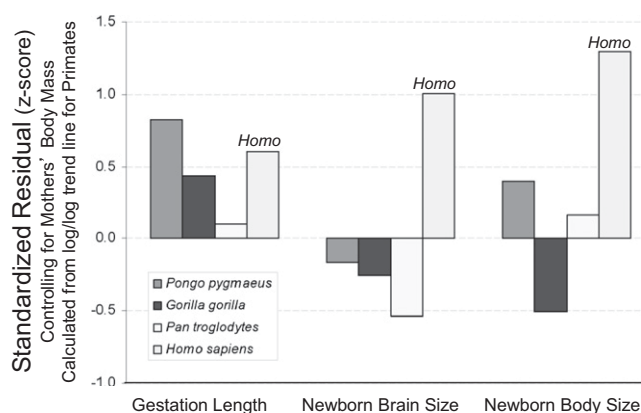 Standardized Residual (z-score)
Controlling for Mothers' Body Mass
Calculated from log/log trend line for Primates
1.5
1.0
0.5
0.0
-0.5
-1.0
Homo
Homo
Homo
Pongo pygmaeus
Gorilla gorilla
Pan troglodytes
Homo sapiens
Gestation Length
Newborn Brain Size
Newborn Body Size